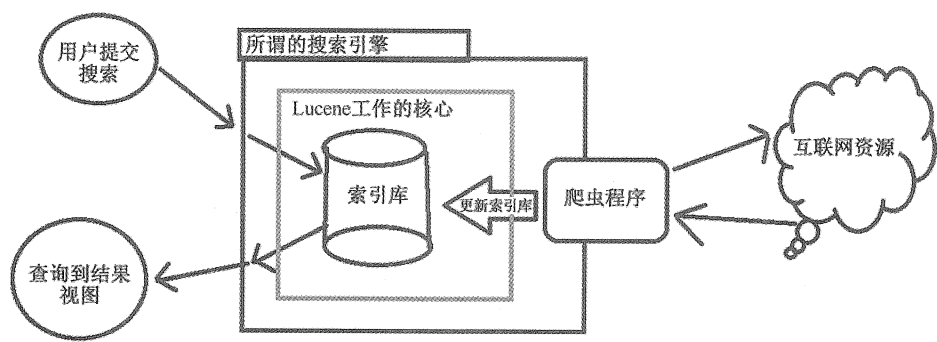 用户提交
搜索
所谓的搜索引擎
Lucene工作的核心
索引库
更新索引库
爬虫程序
互联网资源
查询到结果
视图